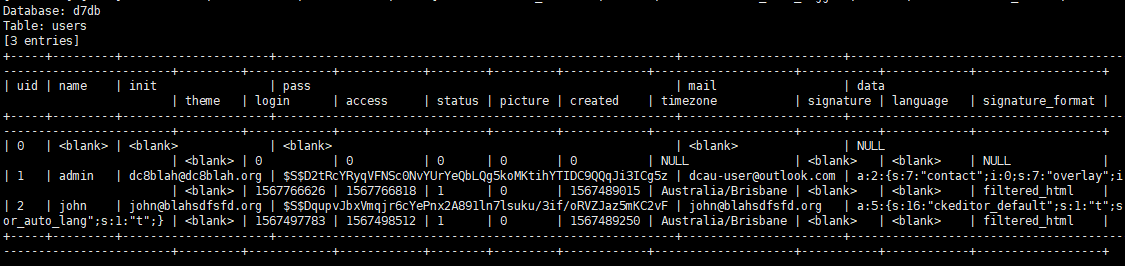 Database: d7db
Table: users
[3 entries]
| uid | name | init | pass | mail | data
| theme | login | access | status | picture | created | timezone | signature | language | signature_format |
| 0 | <blank> | <blank> | <blank> | <blank> | NULL
| <blank> | 0 | 0 | 0 | 0 | 0 | NULL | <blank> | <blank> | NULL |
| 1 | admin | dc8blah@dc8blah.org | $S$D2tRcYRyqVFNSc0NvYUrYeQbLQg5koMKtihYTIDC9QQqJi3ICg5z | dcau-user@outlook.com | a:2:{s:7:"contact";i:0;s:7:"overlay";i
| <blank> | 1567766626 | 1567766818 | 1 | 0 | 1567489015 | Australia/Brisbane | <blank> | <blank> | filtered_html |
| 2 | john | john@blahsdfsfd.org | $S$DqupvJbxVmqjr6cYePnx2A891ln7lsuku/3if/oRVZJaz5mKC2vF | john@blahsdfsfd.org | a:5:{s:16:"ckeditor_default";s:1:"t";s
or_auto_lang";s:1:"t";} | <blank> | 1567497783 | 1567498512 | 1 | 0 | 1567489250 | Australia/Brisbane | <blank> | <blank> | filtered_html |